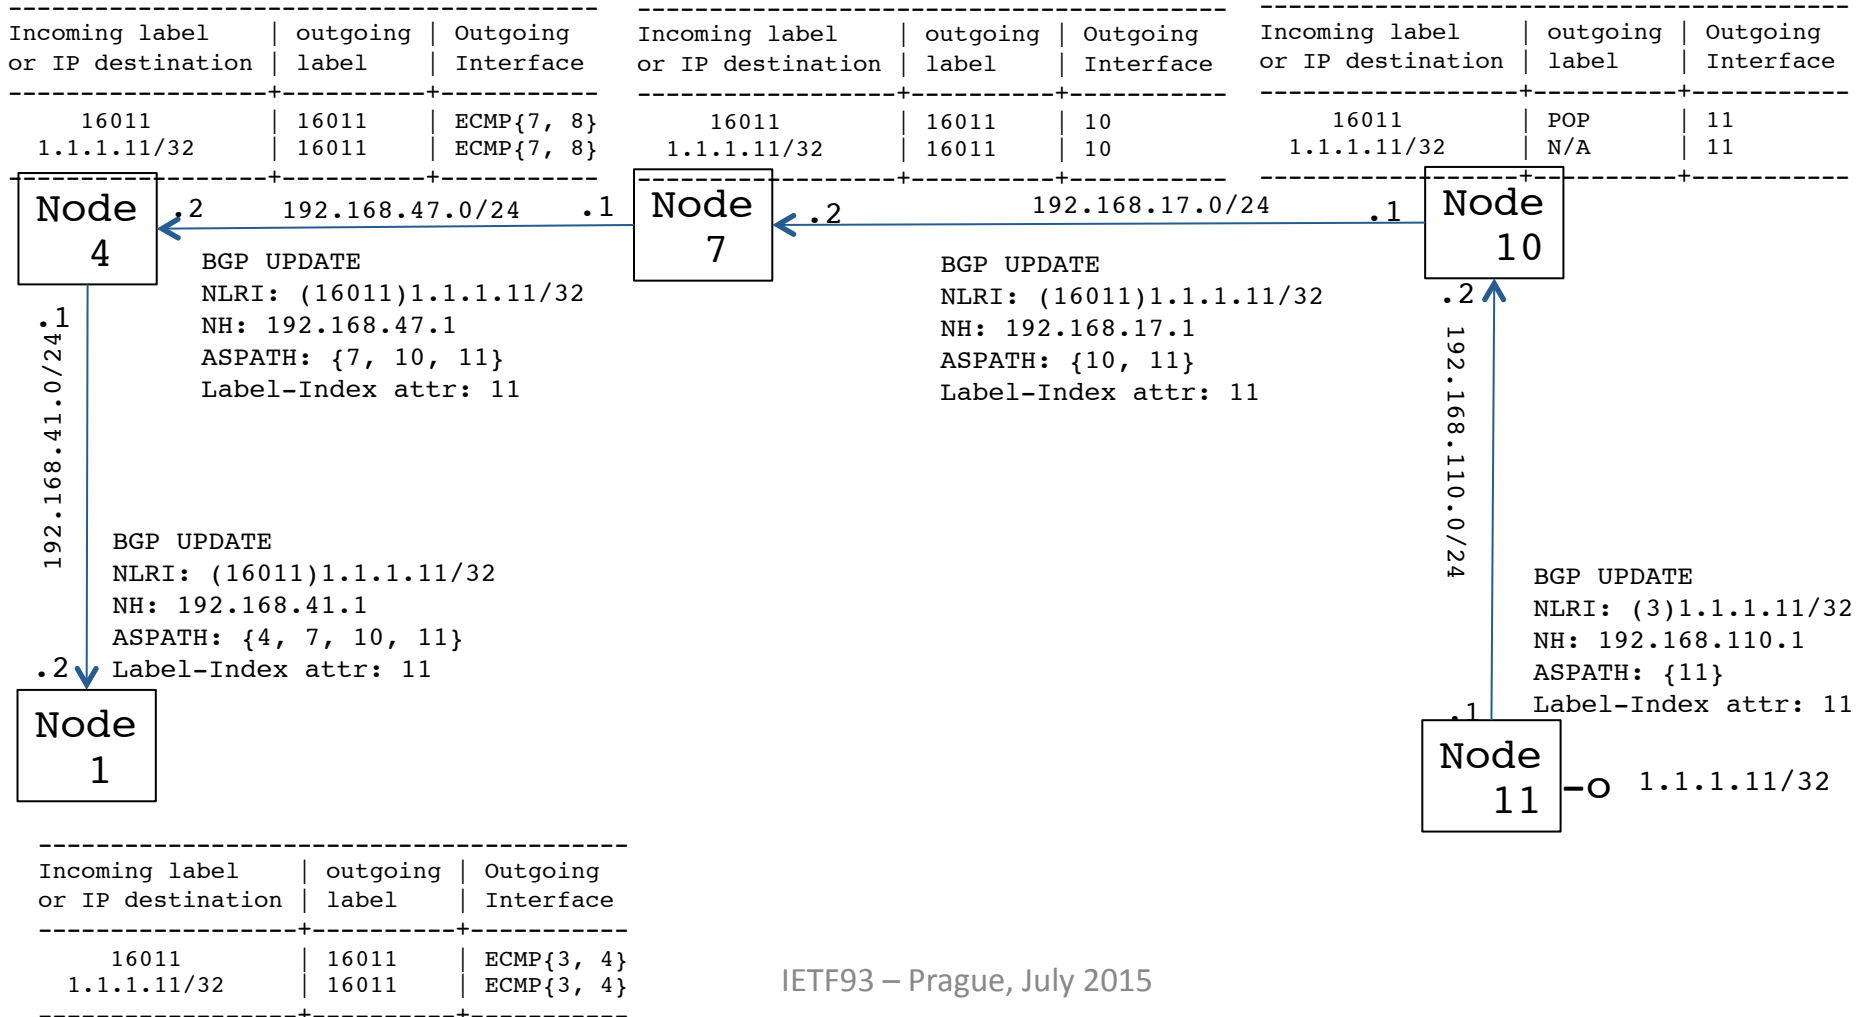 -----------------------------------------
Incoming label | outgoing | Outgoing
or IP destination | label | Interface
------------------+----------+-----------
16011 | 16011 | ECMP{7, 8}
1.1.1.11/32 | 16011 | ECMP{7, 8}
------------------+----------+-----------
-----------------------------------------
Incoming label | outgoing | Outgoing
or IP destination | label | Interface
------------------+----------+-----------
16011 | 16011 | 10
1.1.1.11/32 | 16011 | 10
------------------+----------+-----------
-----------------------------------------
Incoming label | outgoing | Outgoing
or IP destination | label | Interface
------------------+----------+-----------
16011 | POP | 11
1.1.1.11/32 | N/A | 11
------------------+----------+-----------
Node
4
.2
192.168.47.0/24
.1
Node
7
.2
192.168.17.0/24
.1
Node
10
BGP UPDATE
NLRI: (16011)1.1.1.11/32
NH: 192.168.47.1
ASPATH: {7, 10, 11}
Label-Index attr: 11
BGP UPDATE
NLRI: (16011)1.1.1.11/32
NH: 192.168.17.1
ASPATH: {10, 11}
Label-Index attr: 11
.1
192.168.41.0/24
.2
192.168.110.0/24
BGP UPDATE
NLRI: (16011)1.1.1.11/32
NH: 192.168.41.1
ASPATH: {4, 7, 10, 11}
Label-Index attr: 11
.2
BGP UPDATE
NLRI: (3)1.1.1.11/32
NH: 192.168.110.1
ASPATH: {11}
Label-Index attr: 11
.1
Node
1
Node
11
-o 1.1.1.11/32
-----------------------------------------
Incoming label | outgoing | Outgoing
or IP destination | label | Interface
------------------+----------+-----------
16011 | 16011 | ECMP{3, 4}
1.1.1.11/32 | 16011 | ECMP{3, 4}
------------------+----------+-----------
IETF93 – Prague, July 2015